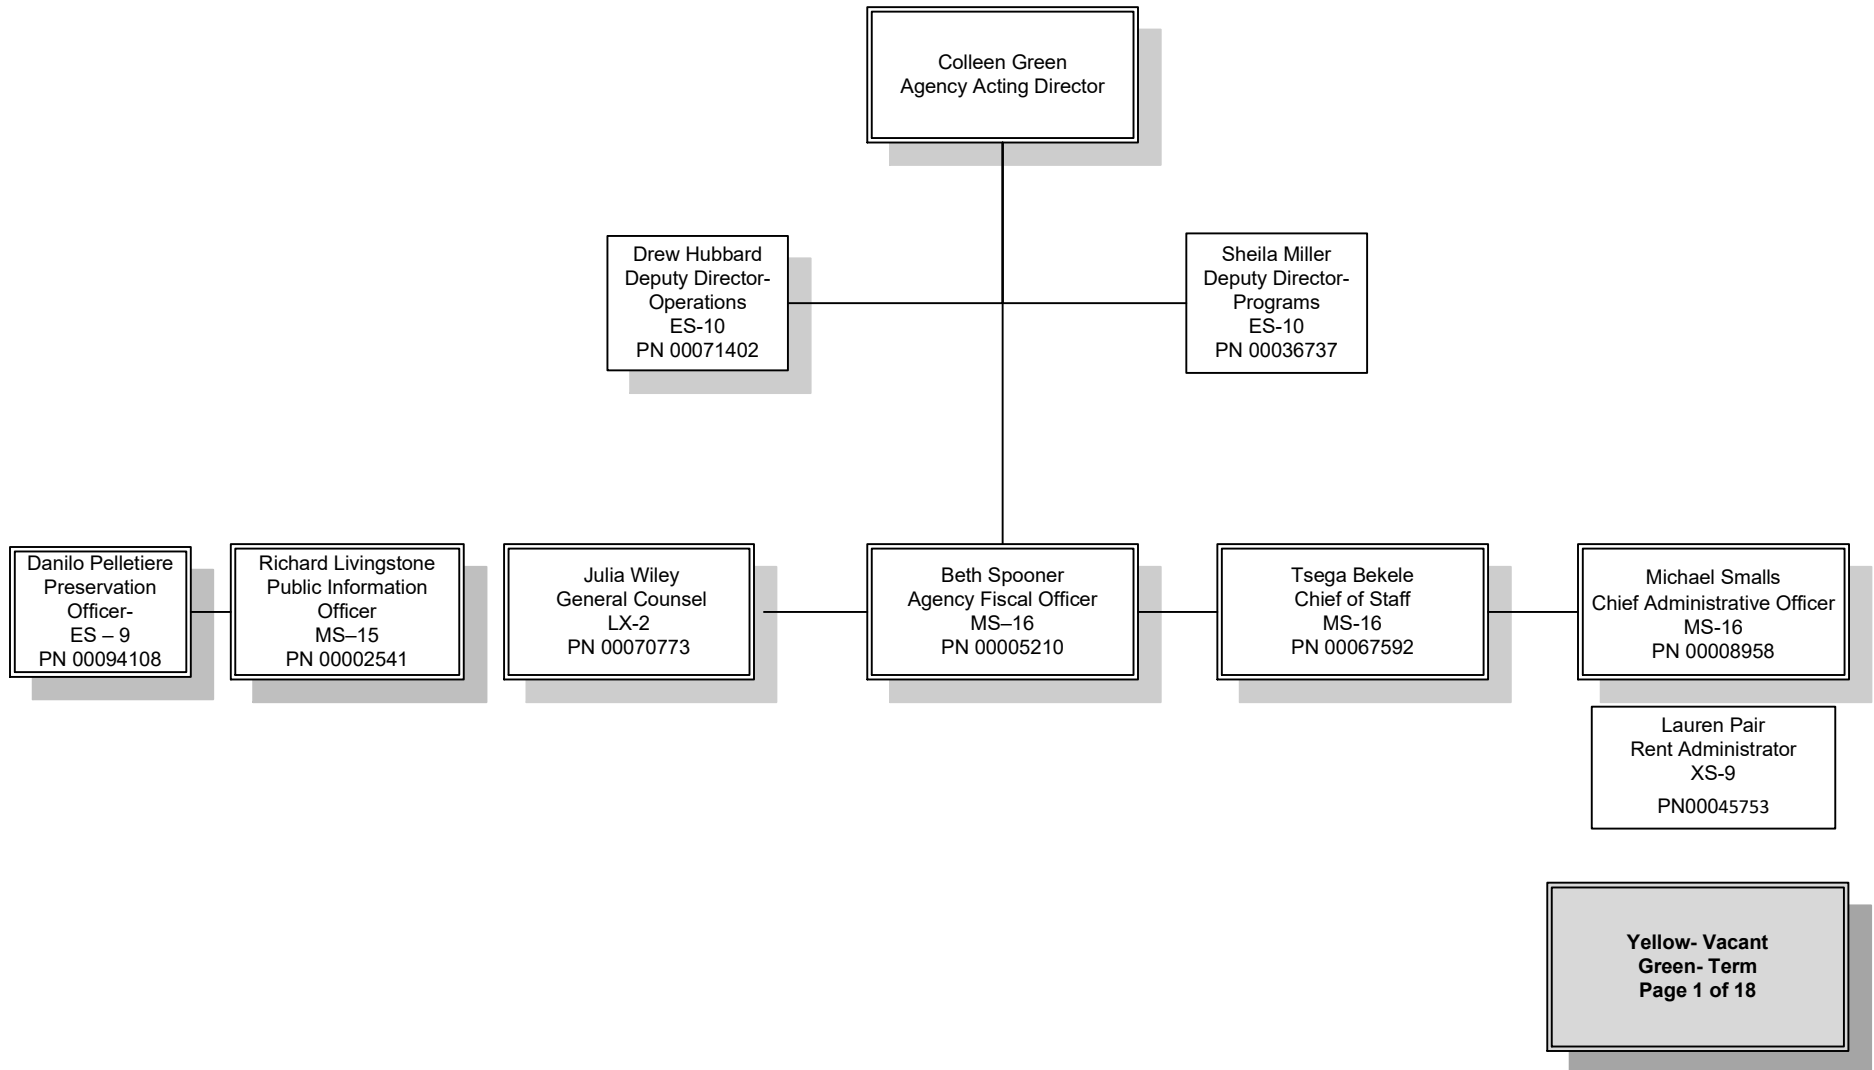 Colleen Green
Agency Acting Director
Drew Hubbard
Deputy Director-
Operations
ES-10
PN 00071402
Sheila Miller
Deputy Director-
Programs
ES-10
PN 00036737
Danilo Pelletiere
Preservation
Officer-
ES – 9
PN 00094108
Richard Livingstone
Public Information
Officer
MS–15
PN 00002541
Julia Wiley
General Counsel
LX-2
PN 00070773
Beth Spooner
Agency Fiscal Officer
MS–16
PN 00005210
Tsega Bekele
Chief of Staff
MS-16
PN 00067592
Michael Smalls
Chief Administrative Officer
MS-16
PN 00008958
Lauren Pair
Rent Administrator
XS-9
PN00045753
Yellow- Vacant
Green- Term
Page 1 of 18